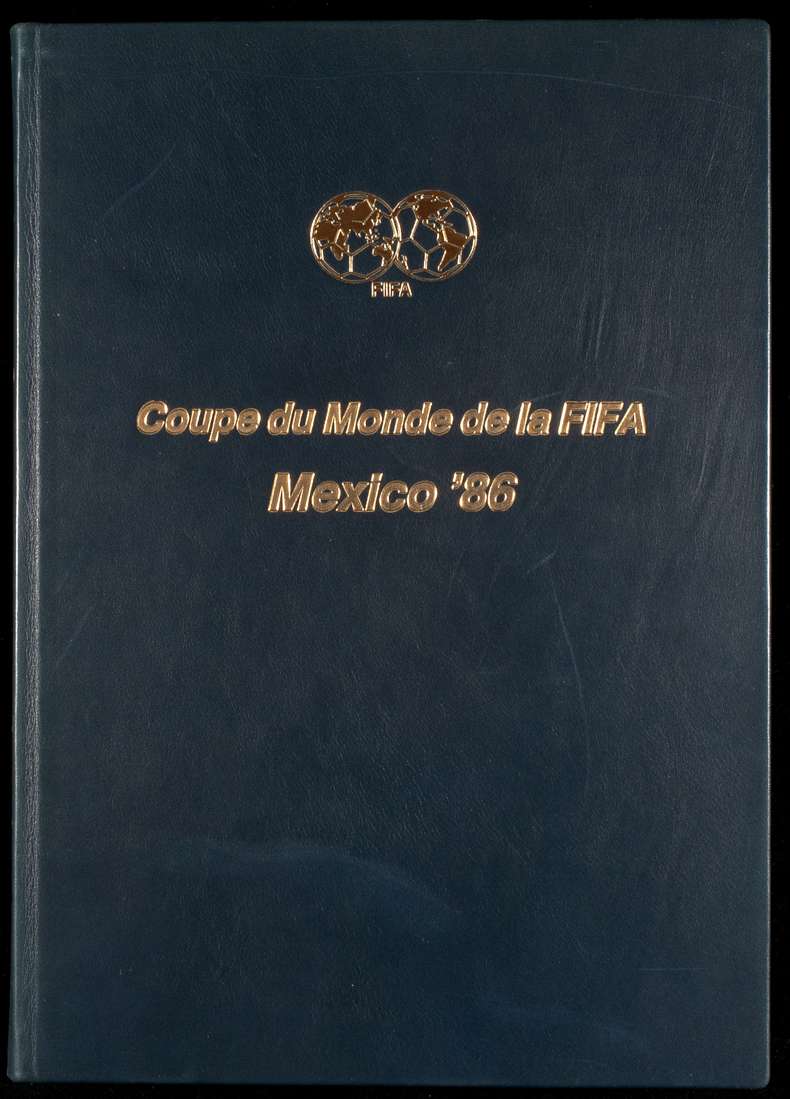 FIFA
Coupe du Monde de la FIFA
Mexico '86